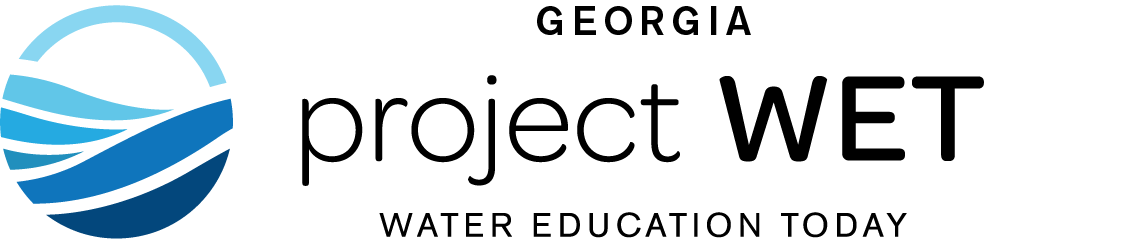 GEORGIA
project WET
WATER EDUCATION TODAY